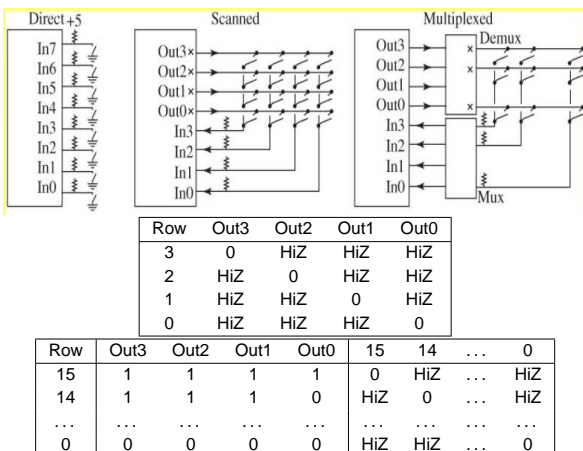 Direct +5
In7
In6
In5
In4
In3
In2
In1
In0
Scanned
Out3×
Out2×
Out1×
Out0×
In3
In2
In1
In0
Multiplexed
Demux
Out3
Out2
Out1
Out0
In3
In2
In1
In0
x
x
x
Mux
Row Out3 Out2 Out1 Out0
3 0 HiZ HiZ HiZ
2 HiZ 0 HiZ HiZ
1 HiZ HiZ 0 HiZ
0 HiZ HiZ HiZ 0
Row Out3 Out2 Out1 Out0 15 14 ... 0
15 1 1 1 1 0 HiZ ... HiZ
14 1 1 1 0 HiZ 0 ... HiZ
... ... ... ... ... ... ... ... ...
0 0 0 0 0 HiZ HiZ ... 0